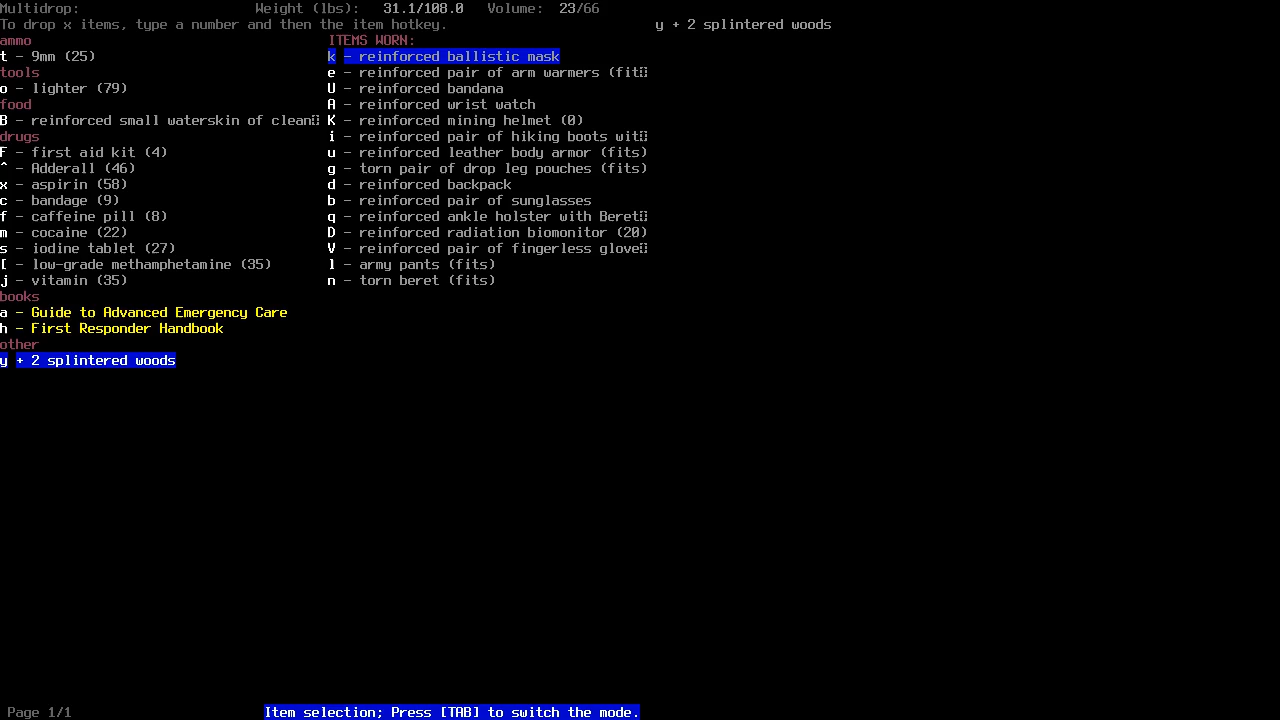 Multidrop: Weight (lbs): 31.1/108.0 Volume: 23/66
To drop x items, type a number and then the item hotkey.
ammo
t - 9mm (25)
tools
o - lighter (79)
food
B - reinforced small waterskin of clean
drugs
F - first aid kit (4)
^ - Adderall (46)
x - aspirin (58)
c - bandage (9)
f - caffeine pill (8)
m - cocaine (22)
s - iodine tablet (27)
[ - low-grade methamphetamine (35)
j - vitamin (35)
books
a - Guide to Advanced Emergency Care
h - First Responder Handbook
other
y + 2 splintered woods
ITEMS WORN:
k - reinforced ballistic mask
e - reinforced pair of arm warmers (fit
U - reinforced bandana
A - reinforced wrist watch
K - reinforced mining helmet (0)
i - reinforced pair of hiking boots wit
u - reinforced leather body armor (fits)
g - torn pair of drop leg pouches (fits)
d - reinforced backpack
b - reinforced pair of sunglasses
q - reinforced ankle holster with Beret
D - reinforced radiation biomonitor (20)
V - reinforced pair of fingerless glove
l - army pants (fits)
n - torn beret (fits)
y + 2 splintered woods
Page 1/1
Item selection; Press [TAB] to switch the mode.